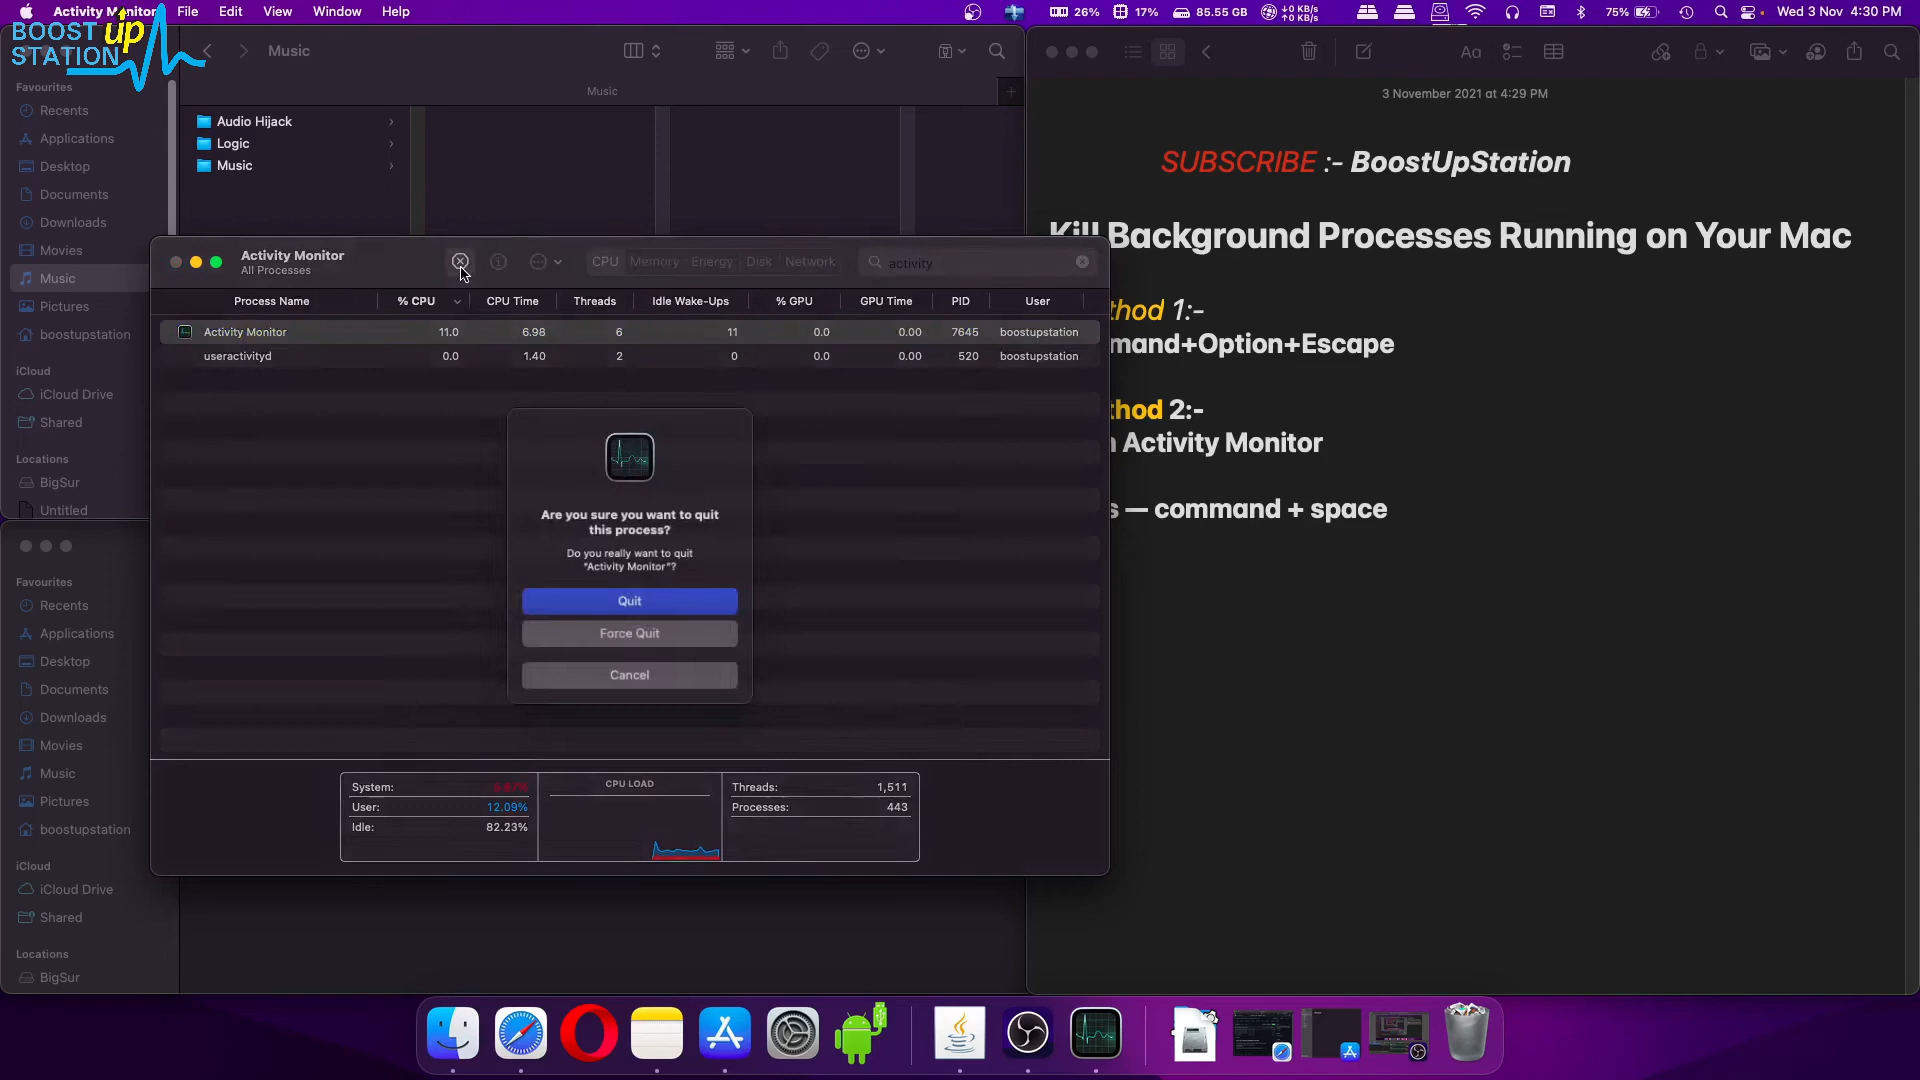 Activity Monitor File Edit View Window Help
26% 17% 85.55 GB ↑0 KB/s ↑0 KB/s 75% Wed 3 Nov 4:30 PM
BOOST up
STATION
Music
Music
Favourites
Recents
Applications
Desktop
Documents
Downloads
Movies
Music
Pictures
boostupstation
iCloud
iCloud Drive
Shared
Locations
BigSur
Untitled
Audio Hijack
Logic
Music
Aa
3 November 2021 at 4:29 PM
SUBSCRIBE :- BoostUpStation
Kill Background Processes Running on Your Mac
thod 1:-
mand+Option+Escape
thod 2:-
n Activity Monitor
s — command + space
Activity Monitor
All Processes
CPU Memory Energy Disk Network
activity
Process Name % CPU CPU Time Threads Idle Wake-Ups % GPU GPU Time PID User
Activity Monitor 11.0 6.98 6 11 0.0 0.00 7645 boostupstation
useractivityd 0.0 1.40 2 0 0.0 0.00 520 boostupstation
Are you sure you want to quit
this process?
Do you really want to quit
"Activity Monitor"?
Quit
Force Quit
Cancel
System:
User: 12.09%
Idle: 82.23%
CPU LOAD
Threads: 1,511
Processes: 443
Favourites
Recents
Applications
Desktop
Documents
Downloads
Movies
Music
Pictures
boostupstation
iCloud
iCloud Drive
Shared
Locations
BigSur